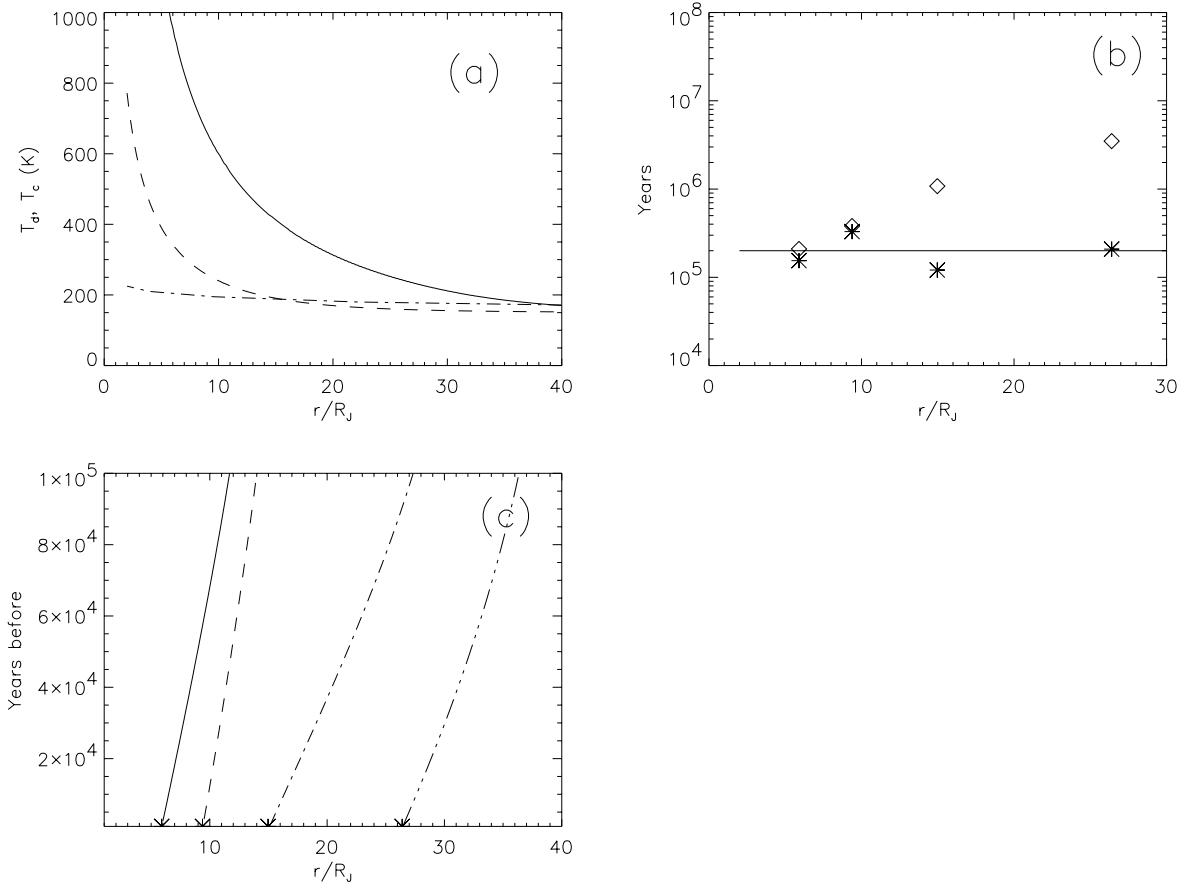 (a)
1000
800
600
400
200
0
T_d, T_c (K)
0 10 20 30 40
r/R_J
(b)
10^8
10^7
10^6
10^5
10^4
Years
0 10 20 30
r/R_J
(c)
1×10^5
8×10^4
6×10^4
4×10^4
2×10^4
Years before
10 20 30 40
r/R_J